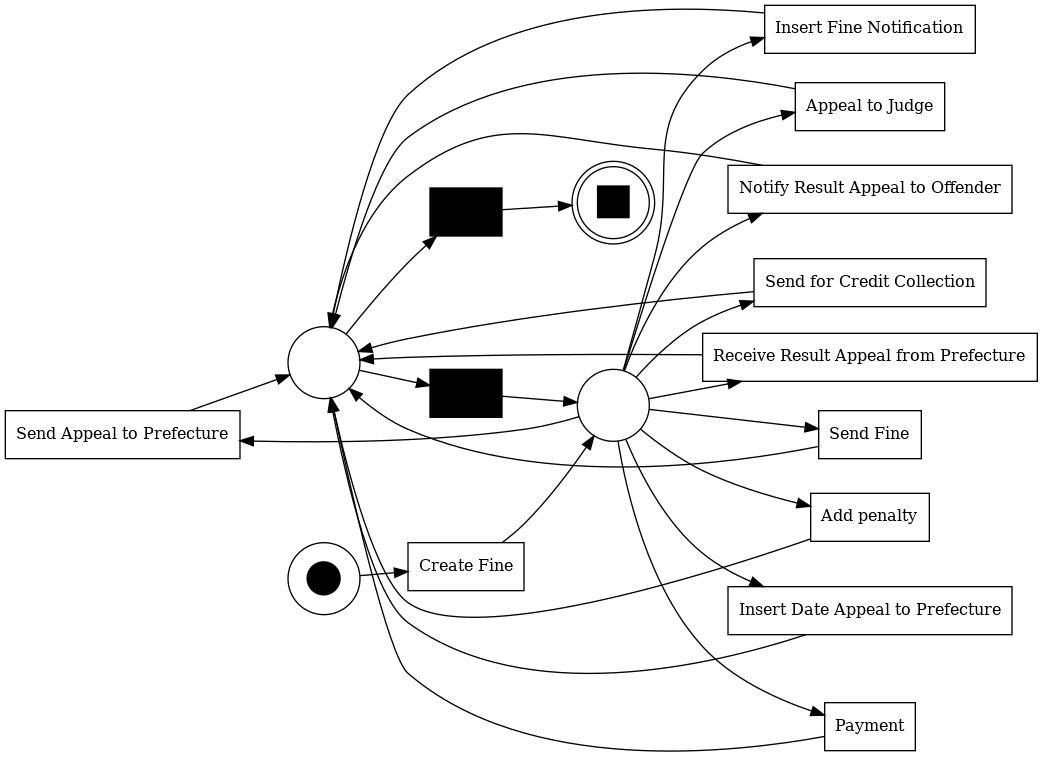 Insert Fine Notification
Appeal to Judge
Notify Result Appeal to Offender
Send for Credit Collection
Receive Result Appeal from Prefecture
Send Appeal to Prefecture
Send Fine
Add penalty
Create Fine
Insert Date Appeal to Prefecture
Payment